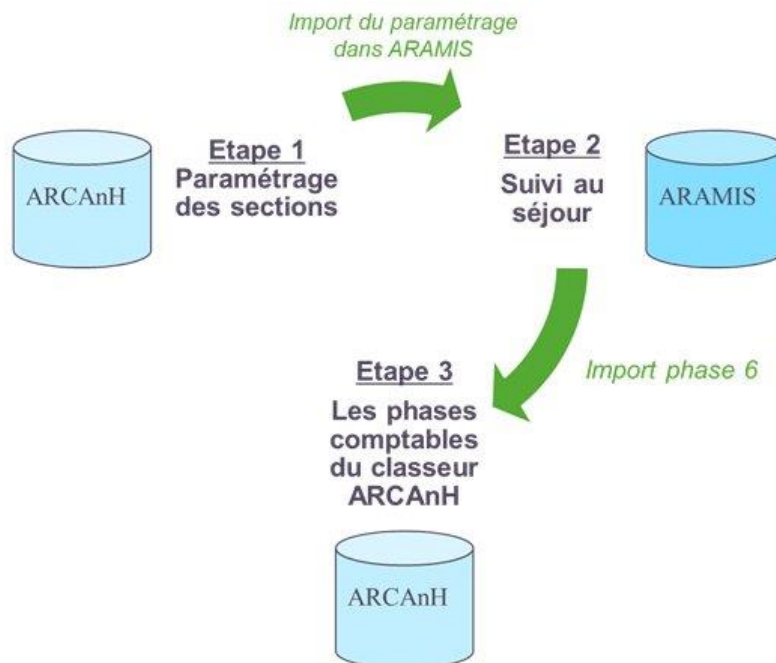 Import du paramétrage
dans ARAMIS
ARCAnH
Etape 1
Paramétrage
des sections
Etape 2
Suivi au
séjour
ARAMIS
Import phase 6
Etape 3
Les phases
comptables
du classeur
ARCAnH
ARCAnH